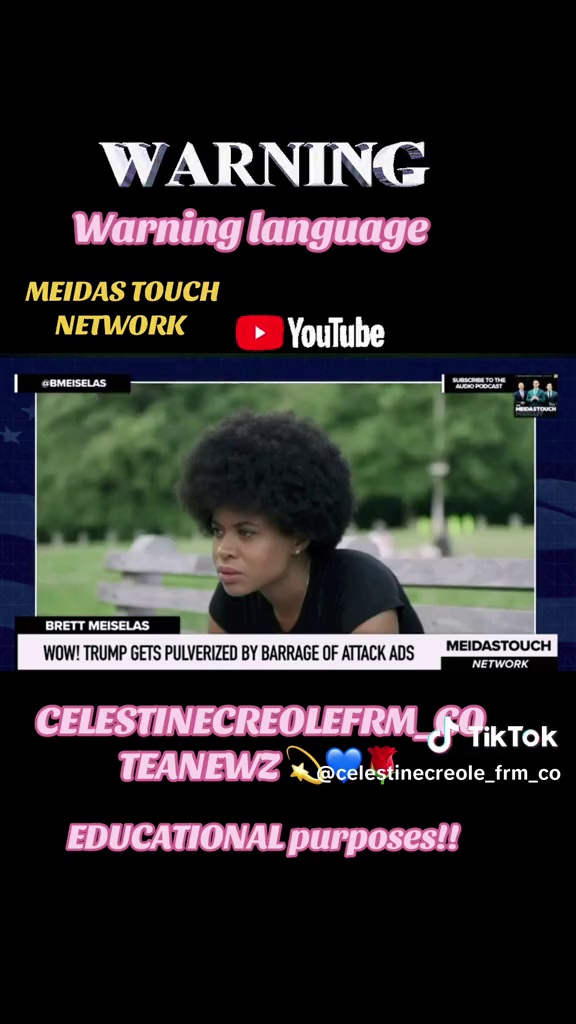 WARNING
Warning language
MEIDAS TOUCH
NETWORK
YouTube
@BMEISELAS
SUBSCRIBE TO THE
AUDIO PODCAST
MEIDASTOUCH
BRETT MEISELAS
WOW! TRUMP GETS PULVERIZED BY BARRAGE OF ATTACK ADS
MEIDASTOUCH
NETWORK
CELESTINECREOLEFRM_CO
TikTok
TEANEWZ 💫💙🌹
@celestinecreole_frm_co
EDUCATIONAL purposes!!